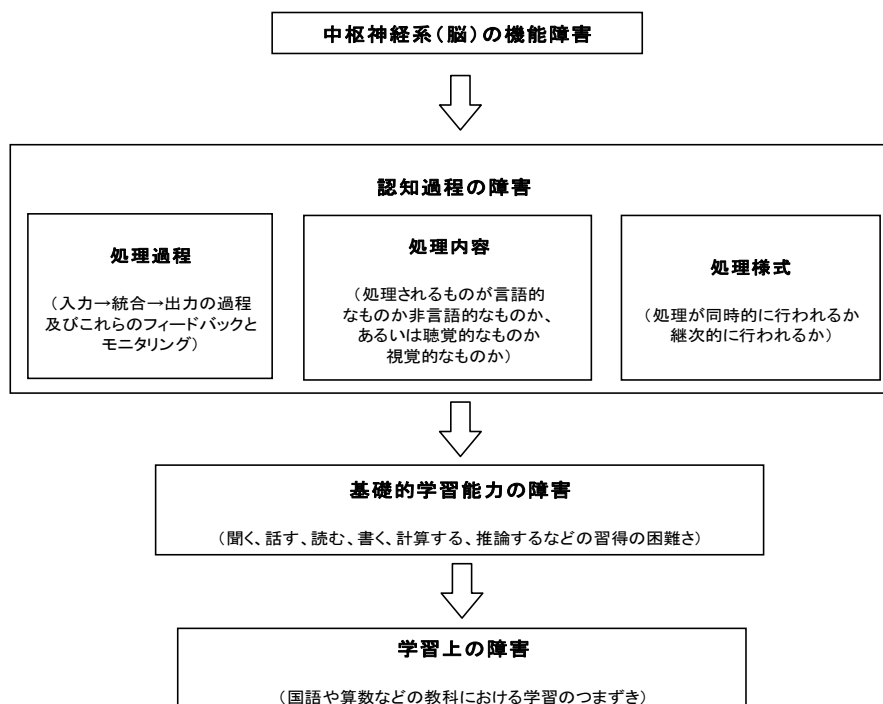 中枢神経系（脳）の機能障害
認知過程の障害
処理過程
（入力→統合→出力の過程
及びこれらのフィードバックと
モニタリング）
処理内容
（処理されるものが言語的
なものか非言語的なものか、
あるいは聴覚的なものか
視覚的なものか）
処理様式
（処理が同時的に行われるか
継次的に行われるか）
基礎的学習能力の障害
（聞く、話す、読む、書く、計算する、推論するなどの習得の困難さ）
学習上の障害
（国語や算数などの教科における学習のつまずき）